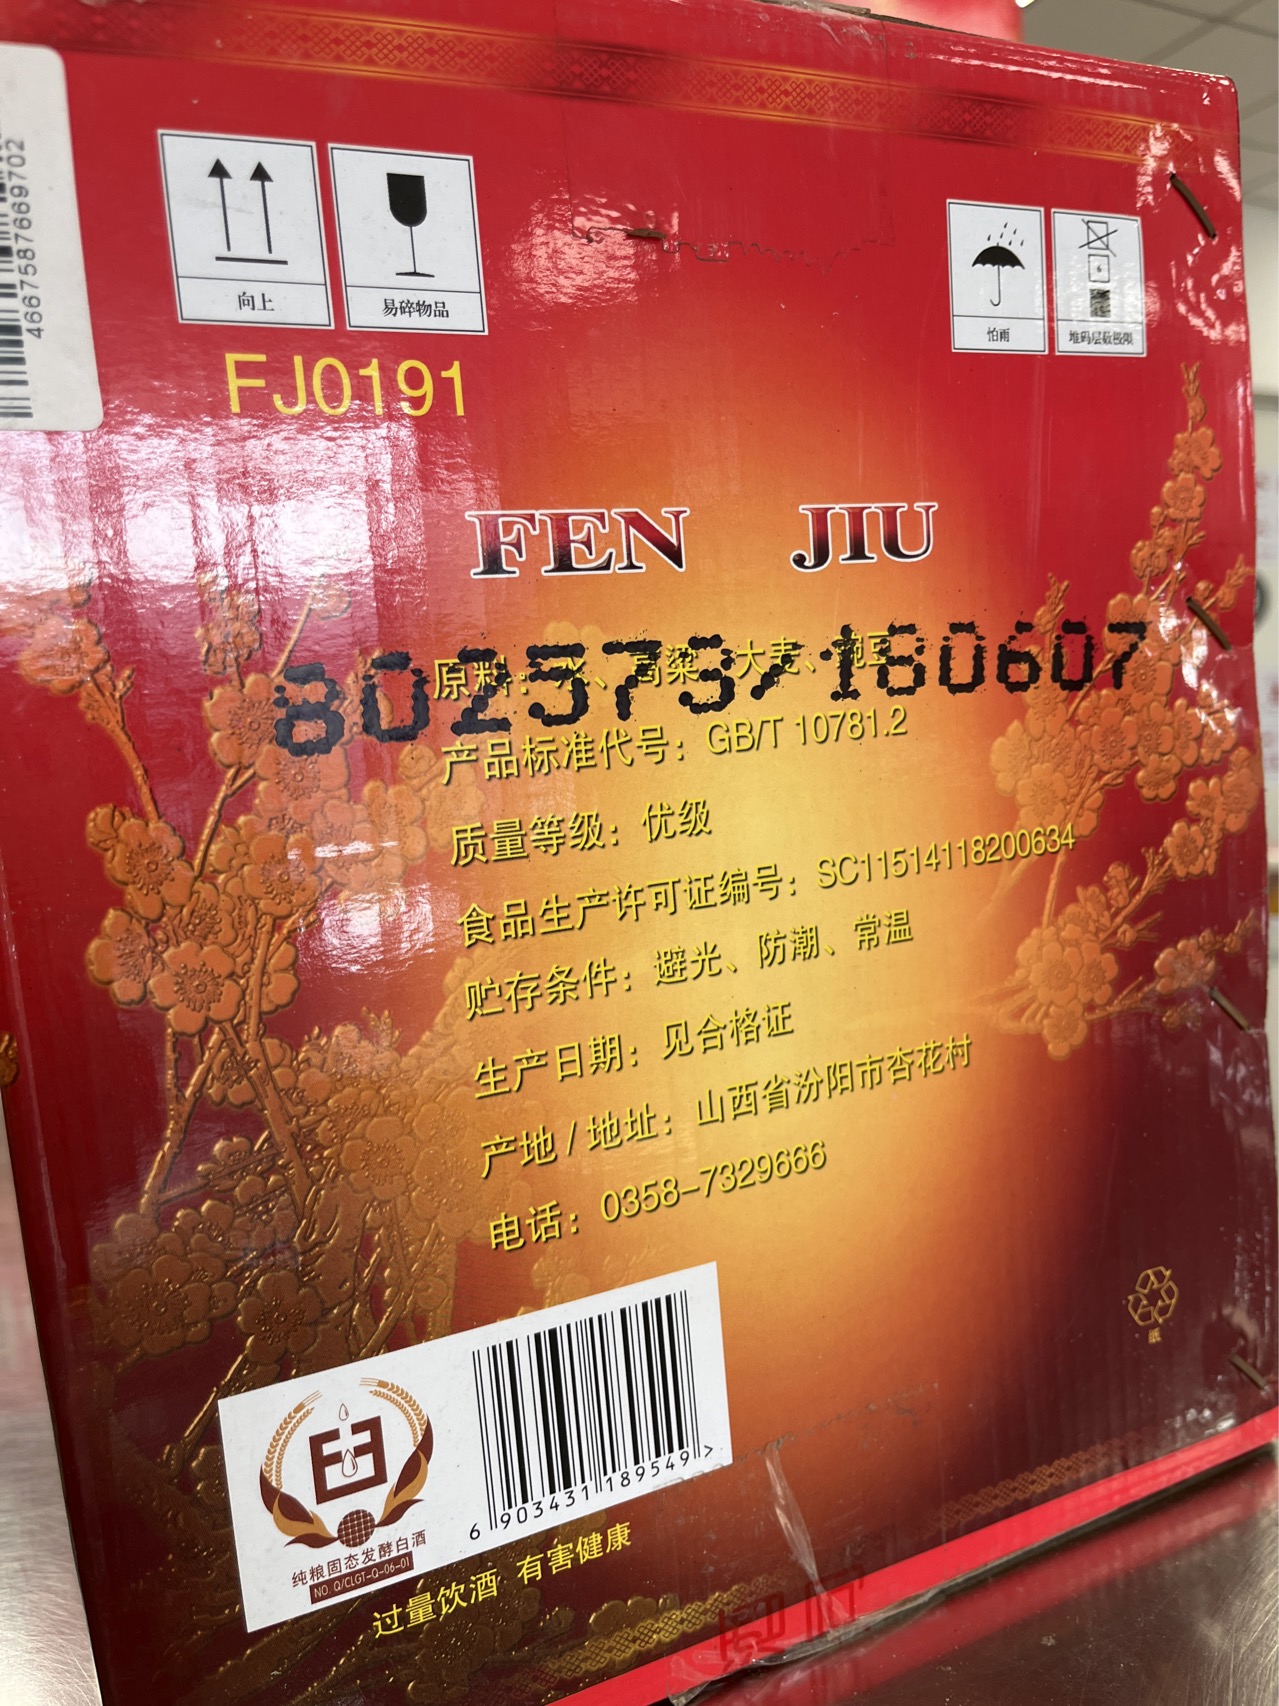 46675876​69702
向上
易碎物品
怕雨
堆码层数极限
FJ0191
FEN JIU
802573/160607
原料：水、高粱、大麦、豌豆
产品标准代号：GB/T 10781.2
质量等级：优级
食品生产许可证编号：SC11514118200634
贮存条件：避光、防潮、常温
生产日期：见合格证
产地/地址：山西省汾阳市杏花村
电话：0358-7329666
纸
纯粮固态发酵白酒
NO. Q/CLGT-Q-06-01
6 903431 189549 >
过量饮酒 有害健康